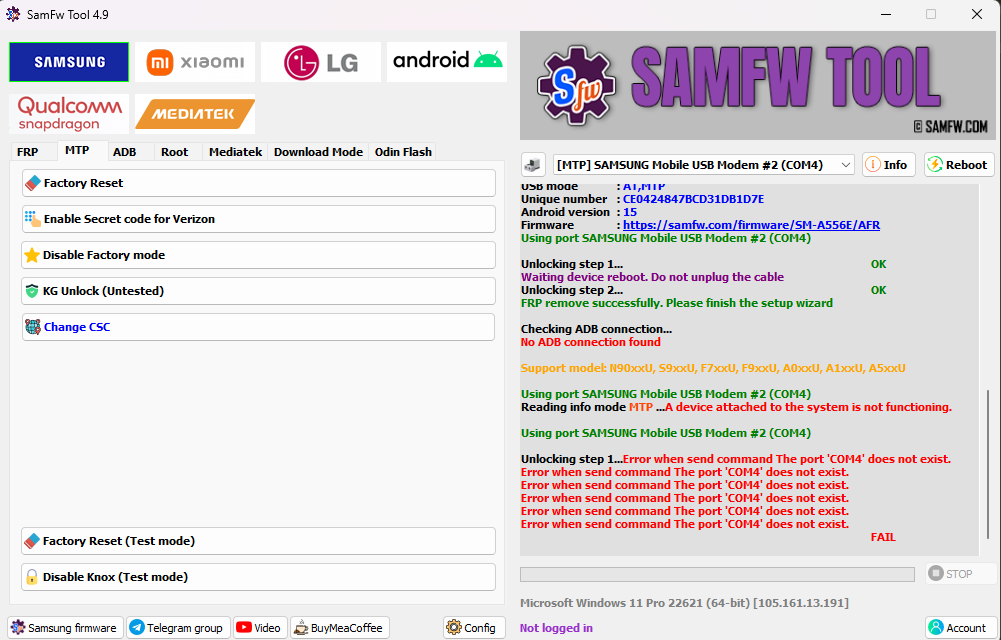 SamFw Tool 4.9
SAMSUNG
xiaomi
LG
android
Qualcomm
snapdragon
MEDIATEK
Sfw
SAMFW TOOL
© SAMFW.COM
FRP MTP ADB Root Mediatek Download Mode Odin Flash
Factory Reset
Enable Secret code for Verizon
Disable Factory mode
KG Unlock (Untested)
Change CSC
Factory Reset (Test mode)
Disable Knox (Test mode)
[MTP] SAMSUNG Mobile USB Modem #2 (COM4) Info Reboot
USB mode : AT,MTP
Unique number : CE0424847BCD31DB1D7E
Android version : 15
Firmware : https://samfw.com/firmware/SM-A556E/AFR
Using port SAMSUNG Mobile USB Modem #2 (COM4)
Unlocking step 1... OK
Waiting device reboot. Do not unplug the cable
Unlocking step 2... OK
FRP remove successfully. Please finish the setup wizard
Checking ADB connection...
No ADB connection found
Support model: N90xxU, S9xxU, F7xxU, F9xxU, A0xxU, A1xxU, A5xxU
Using port SAMSUNG Mobile USB Modem #2 (COM4)
Reading info mode MTP ...A device attached to the system is not functioning.
Using port SAMSUNG Mobile USB Modem #2 (COM4)
Unlocking step 1...Error when send command The port 'COM4' does not exist.
Error when send command The port 'COM4' does not exist.
Error when send command The port 'COM4' does not exist.
Error when send command The port 'COM4' does not exist.
Error when send command The port 'COM4' does not exist.
Error when send command The port 'COM4' does not exist.
FAIL
STOP
Microsoft Windows 11 Pro 22621 (64-bit) [105.161.13.191]
Samsung firmware Telegram group Video BuyMeaCoffee Config
Not logged in
Account